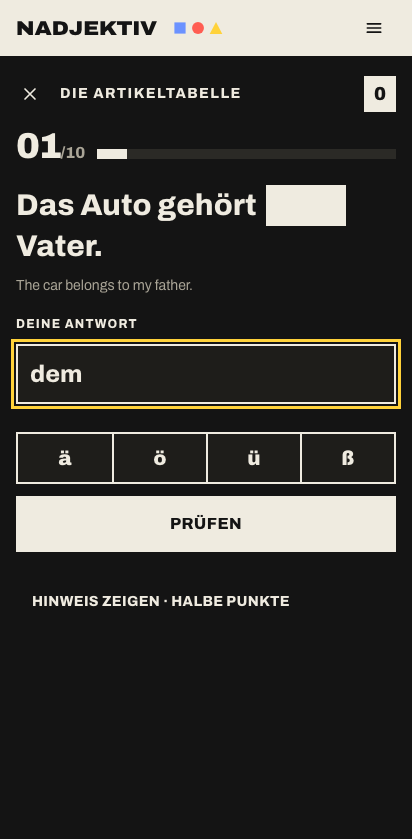 NADJEKTIV
DIE ARTIKELTABELLE
0
01/10
Das Auto gehört
Vater.
The car belongs to my father.
DEINE ANTWORT
dem
ä ö ü ß
PRÜFEN
HINWEIS ZEIGEN · HALBE PUNKTE